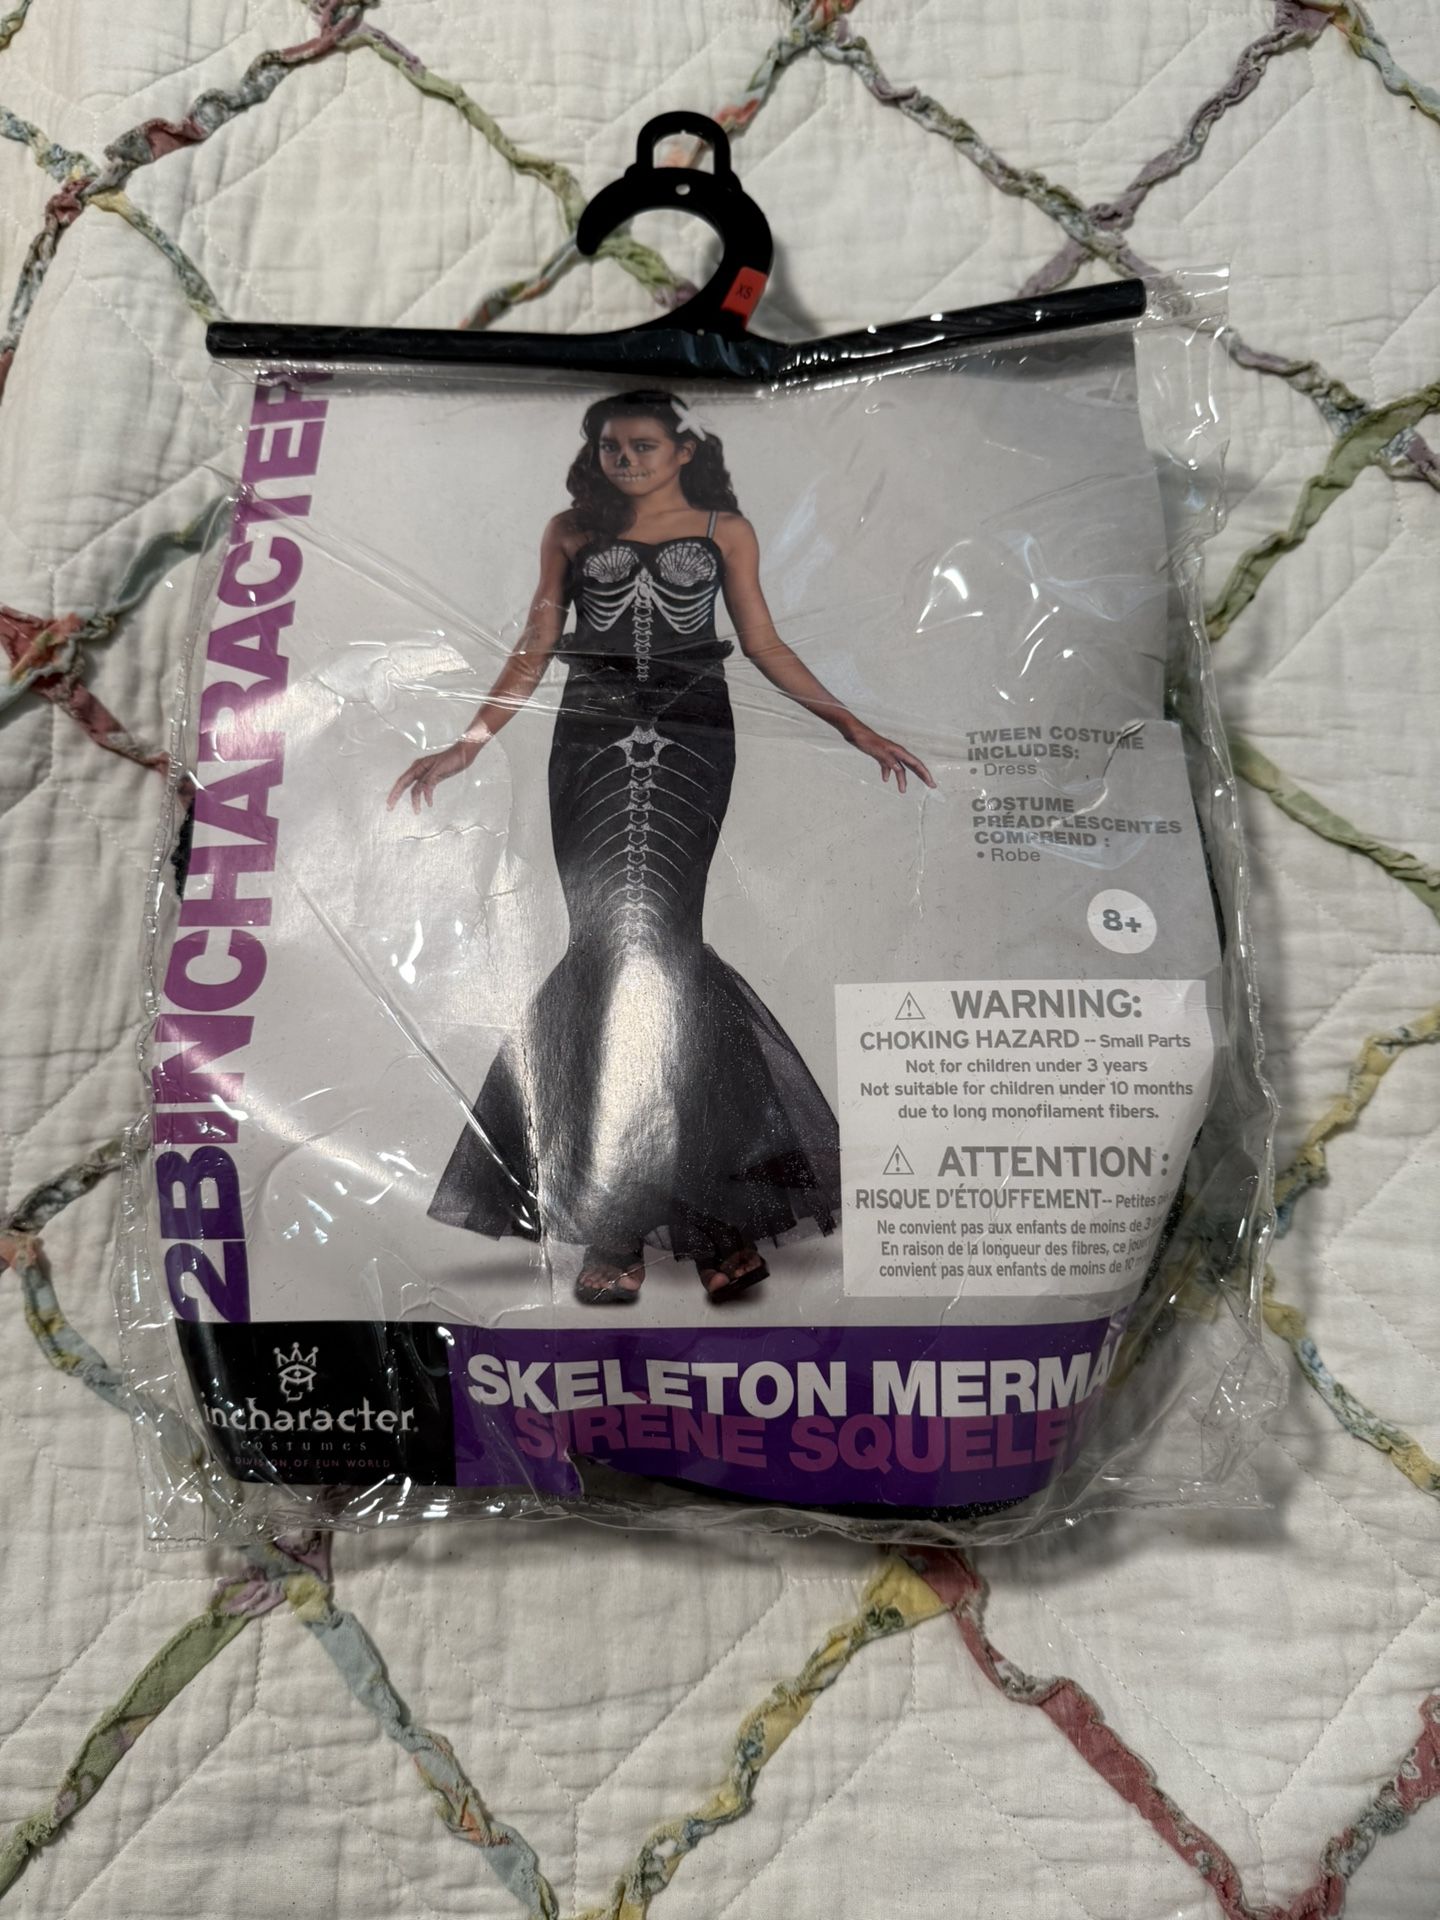 XS
2BINCHARACTER
TWEEN COSTUME
INCLUDES:
• Dress
COSTUME
PRÉADOLESCENTES
COMPREND :
• Robe
8+
⚠ WARNING:
CHOKING HAZARD -- Small Parts
Not for children under 3 years
Not suitable for children under 10 months
due to long monofilament fibers.
⚠ ATTENTION :
RISQUE D'ÉTOUFFEMENT-- Petites
Ne convient pas aux enfants de moins de 3
En raison de la longueur des fibres, ce
convient pas aux enfants de moins de 10
incharacter
costumes
A DIVISION OF FUN WORLD
SKELETON
SIRENE